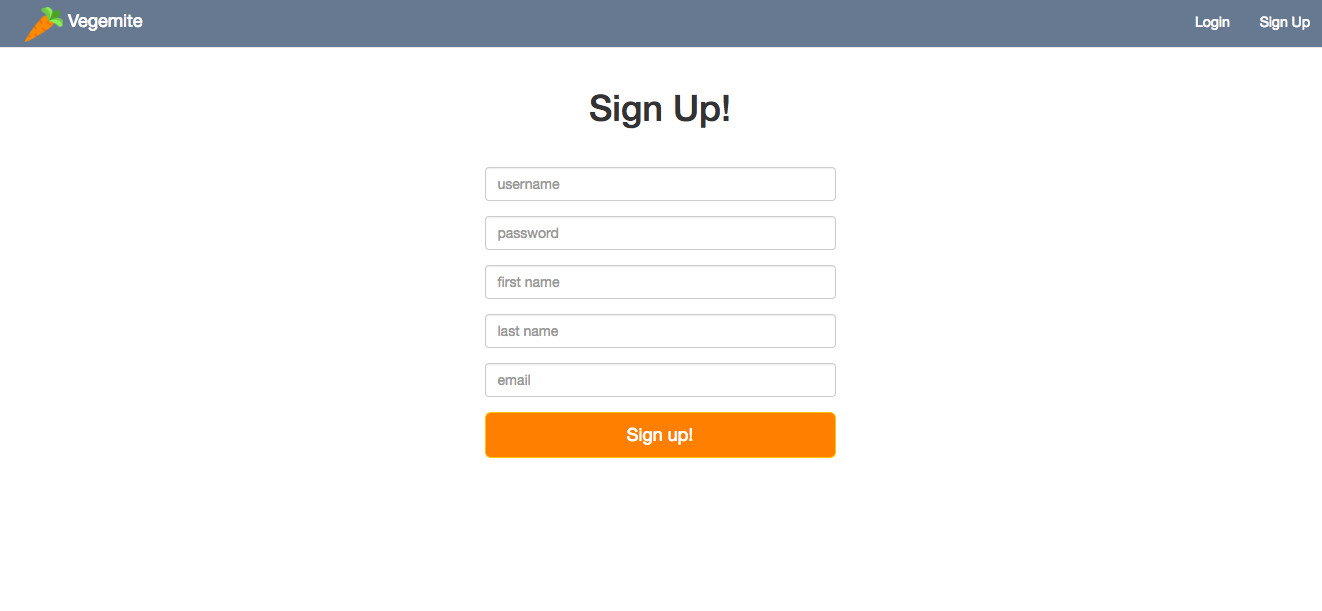 Vegemite
Login
Sign Up
Sign Up!
username
password
first name
last name
email
Sign up!